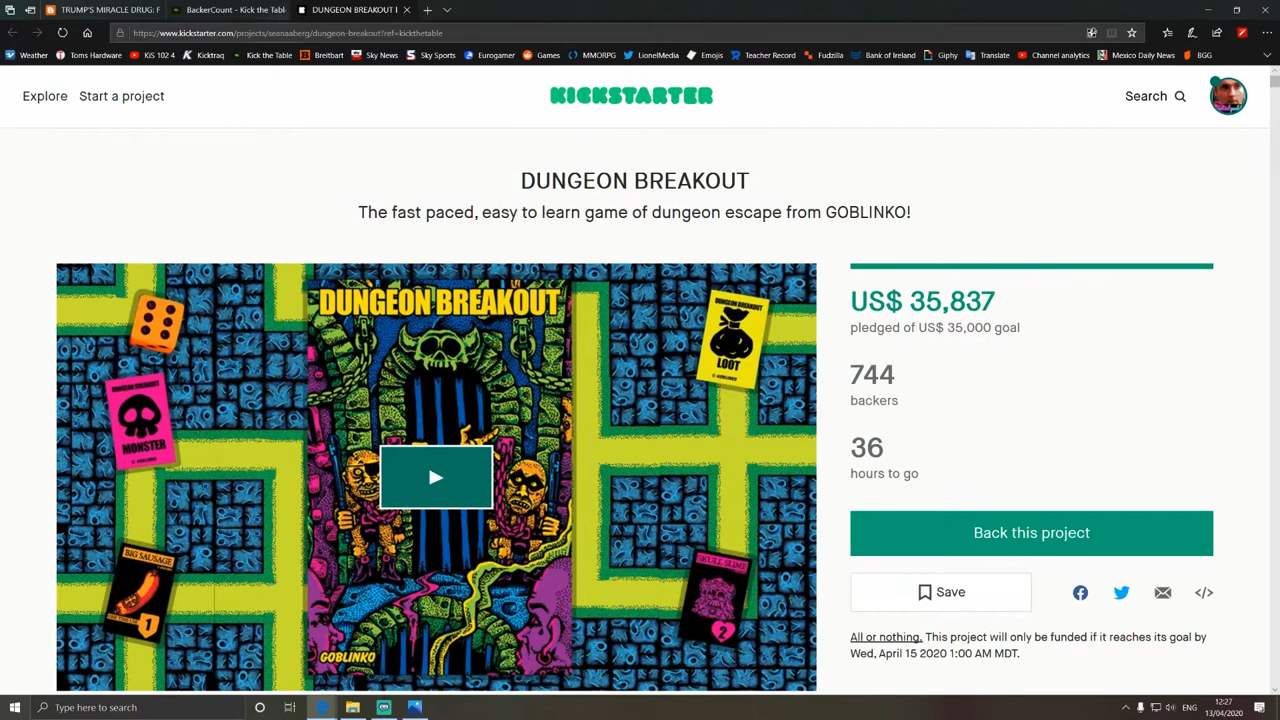 TRUMP'S MIRACLE DRUG: F
BackerCount - Kick the Table
DUNGEON BREAKOUT
https://www.kickstarter.com/projects/seanaaberg/dungeon-breakout?ref=kickthetable
Weather Toms Hardware KiS 102 4 Kicktraq Kick the Table Breitbart Sky News Sky Sports Eurogamer Games MMORPG LionelMedia Emojis Teacher Record Fudzilla Bank of Ireland Giphy Translate Channel analytics Mexico Daily News BGG
Explore Start a project KICKSTARTER Search
DUNGEON BREAKOUT
The fast paced, easy to learn game of dungeon escape from GOBLINKO!
DUNGEON BREAKOUT
DUNGEON BREAKOUT
LOOT
© GOBLINKO
DUNGEON BREAKOUT
MONSTER
© GOBLINKO
BIG SAUSAGE
1
SKULL SLIME
2
GOBLINKO
US$ 35,837
pledged of US$ 35,000 goal
744
backers
36
hours to go
Back this project
Save
All or nothing. This project will only be funded if it reaches its goal by
Wed, April 15 2020 1:00 AM MDT.
Type here to search
ENG
12:27
13/04/2020